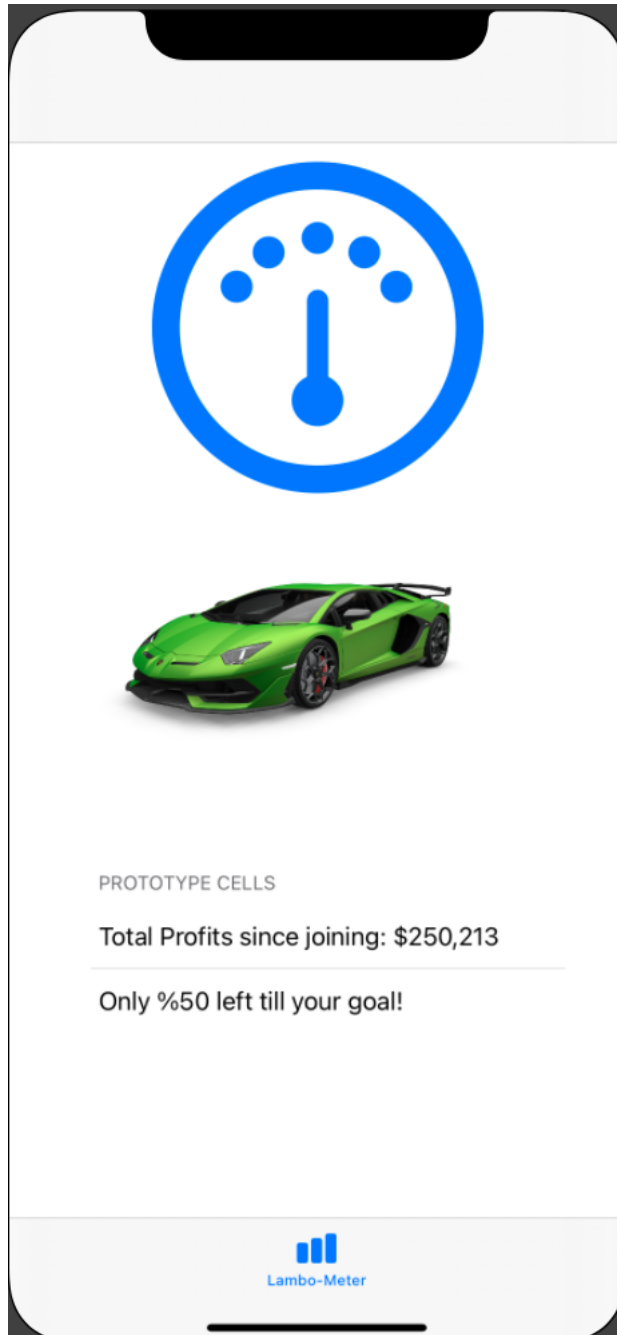 PROTOTYPE CELLS
Total Profits since joining: $250,213
Only %50 left till your goal!
Lambo-Meter